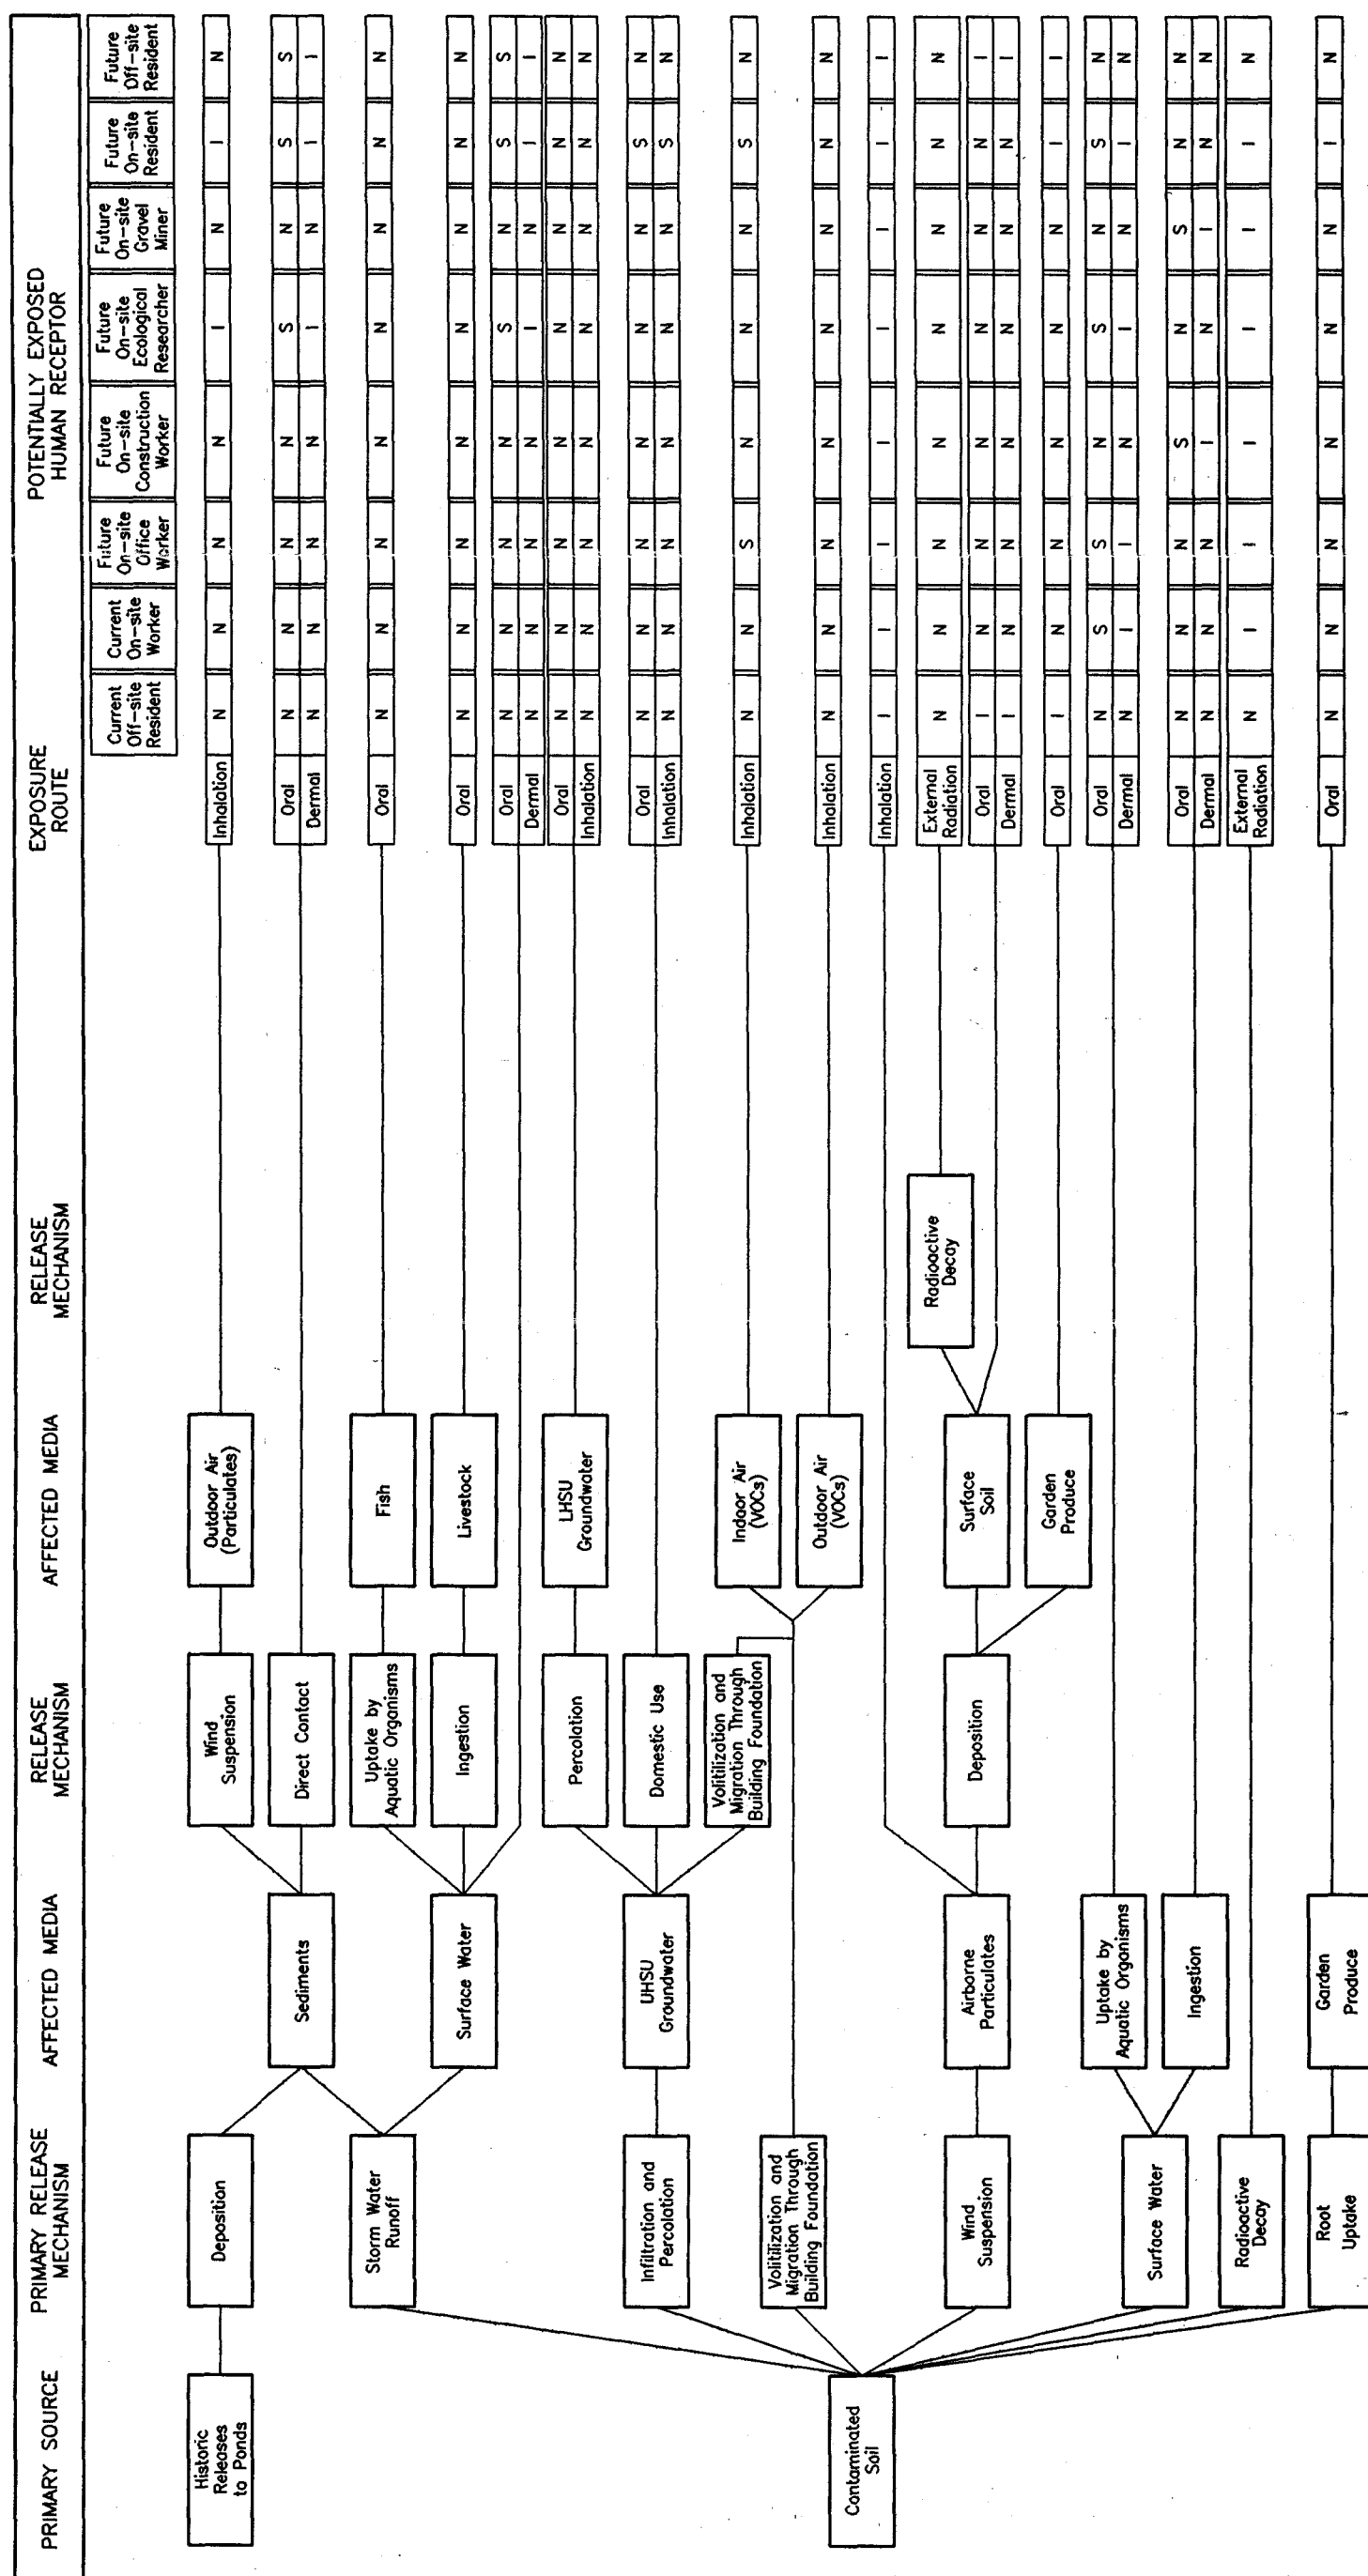 PRIMARY SOURCE
PRIMARY RELEASE
MECHANISM
AFFECTED MEDIA
RELEASE
MECHANISM
AFFECTED MEDIA
RELEASE
MECHANISM
EXPOSURE
ROUTE
POTENTIALLY EXPOSED
HUMAN RECEPTOR
Current
Off-site
Resident
Current
On-site
Worker
Future
On-site
Office
Worker
Future
On-site
Construction
Worker
Future
On-site
Ecological
Researcher
Future
On-site
Gravel
Miner
Future
On-site
Resident
Future
Off-site
Resident
Historic
Releases
to Ponds
Deposition
Wind
Suspension
Outdoor Air
(Particulates)
Inhalation N N N N I N I N
Sediments
Direct Contact
Oral N N N N S N S S
Dermal N N N N I N I I
Storm Water
Runoff
Uptake by
Aquatic Organisms
Fish
Oral N N N N N N N N
Surface Water
Ingestion
Livestock
Oral N N N N N N N N
Oral N N N N S N S S
Dermal N N N N I N I I
Percolation
LHSU
Groundwater
Oral N N N N N N N N
Inhalation N N N N N N N N
Infiltration and
Percolation
UHSU
Groundwater
Domestic Use
Oral N N N N N N S N
Inhalation N N N N N N S N
Volitilization and
Migration Through
Building Foundation
Indoor Air
(VOCs)
Inhalation N N S N N N S N
Volitilization and
Migration Through
Building Foundation
Outdoor Air
(VOCs)
Inhalation N N N N N N N N
Contaminated
Soil
Inhalation I I I I I I I I
Radioactive
Decay
External
Radiation N N N N N N N N
Wind
Suspension
Airborne
Particulates
Deposition
Surface
Soil
Oral I N N N N N N I
Dermal I N N N N N N I
Garden
Produce
Oral I N N N N N I I
Uptake by
Aquatic Organisms
Oral N S S N S N S N
Dermal N I I N I N I N
Surface Water
Ingestion
Oral N N N S N S N N
Dermal N N N I N I N N
Radioactive
Decay
External
Radiation N I I I I I I N
Root
Uptake
Garden
Produce
Oral N N N N N N I N